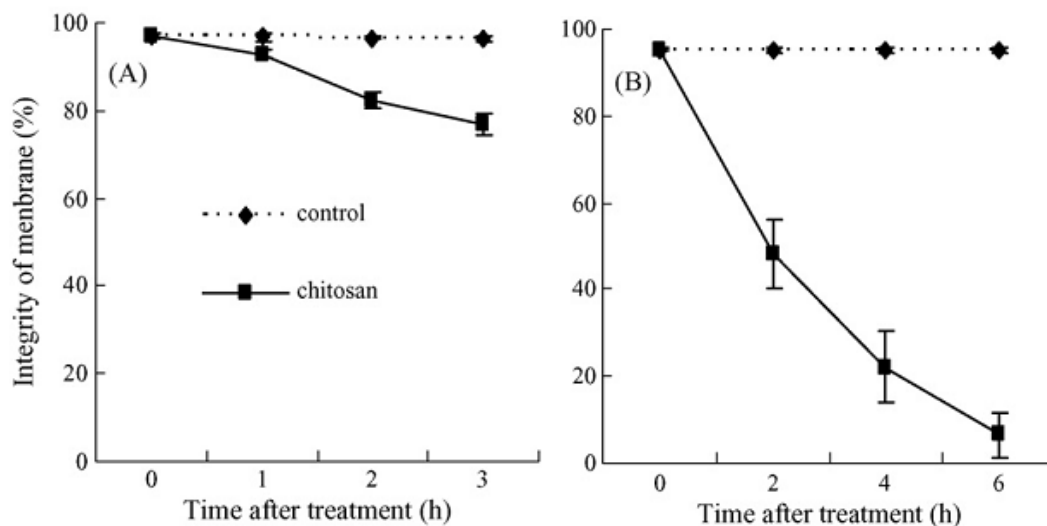 Integrity of menbrane (%)
100
80
60
40
20
0
(A)
control
chitosan
0 1 2 3
Time after treatment (h)
100
80
60
40
20
0
(B)
0 2 4 6
Time after treatment (h)